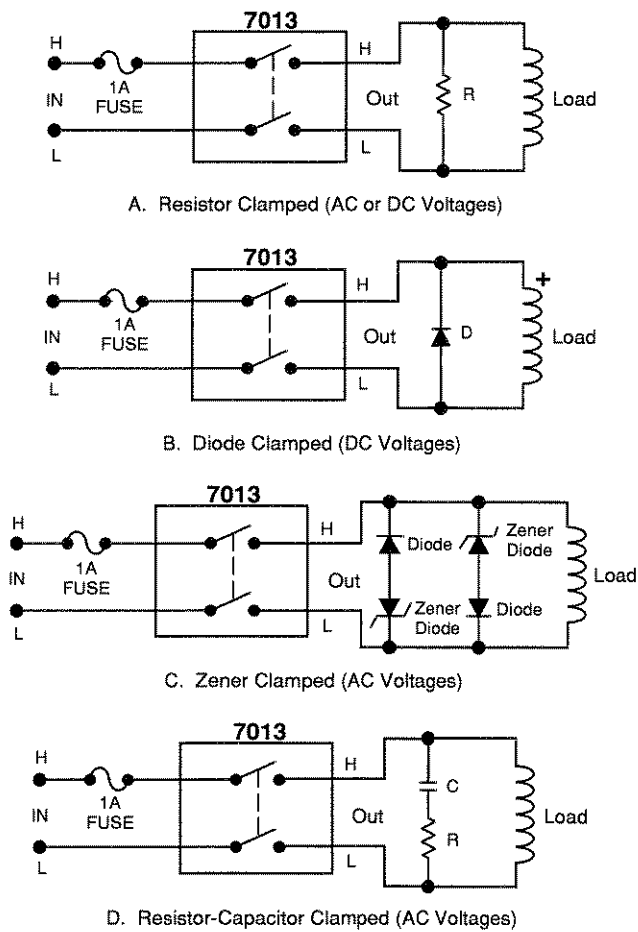 7013
H
H
1A
FUSE
IN
Out
R
Load
L
L
A. Resistor Clamped (AC or DC Voltages)
7013
H
H
+
1A
FUSE
IN
Out
D
Load
L
L
B. Diode Clamped (DC Voltages)
7013
H
H
Diode
Zener
Diode
1A
FUSE
IN
Out
Load
Zener
Diode
Diode
L
L
C. Zener Clamped (AC Voltages)
7013
H
H
C
1A
FUSE
IN
Out
Load
R
L
L
D. Resistor-Capacitor Clamped (AC Voltages)